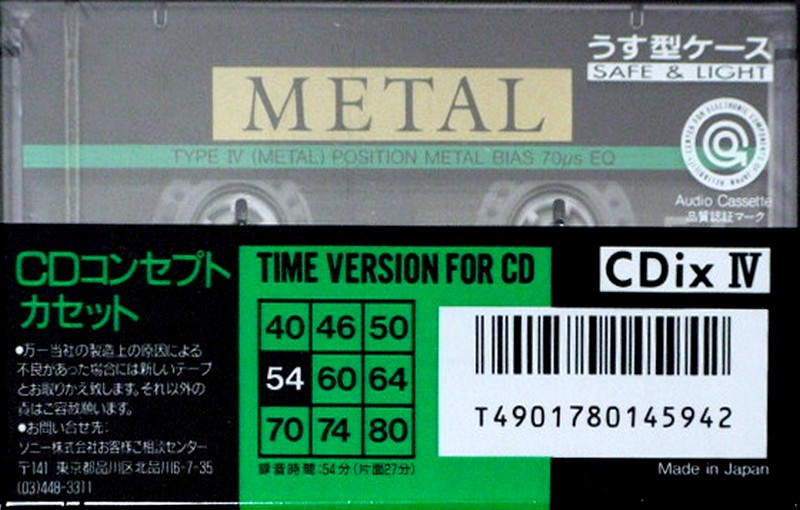 うす型ケース
SAFE & LIGHT
METAL
TYPE IV (METAL) POSITION METAL BIAS 70μs EQ
CENTER FOR ELECTRONIC COMPONENTS OF JAPAN
RELIABILITY
Audio Cassette
品質認証マーク
CDコンセプト
カセット
●万一当社の製造上の原因による
不良があった場合には新しいテープ
とお取りかえ致します。それ以外の
点はご容赦願います。
●お問い合せ先:
ソニー株式会社お客様ご相談センター
〒141 東京都品川区北品川6-7-35
(03)448-3311
TIME VERSION FOR CD
40 46 50
54 60 64
70 74 80
録音時間:54分(片面27分)
CDix IV
T4901780145942
Made in Japan